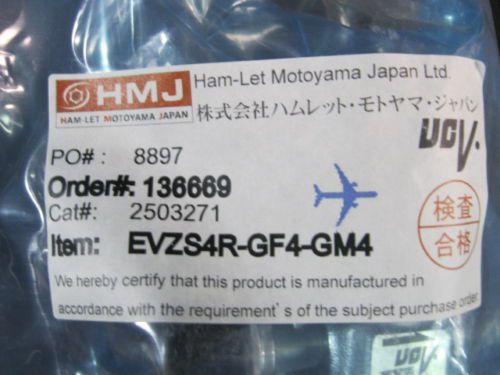 HMJ
HAM-LET MOTOYAMA JAPAN
Ham-Let Motoyama Japan Ltd.
株式会社ハムレット・モトヤマ・ジャパン
UCV.
PO# : 8897
Order#: 136669
Cat#: 2503271
Item: EVZS4R-GF4-GM4
検査
合格
We hereby certify that this product is manufactured in
accordance with the requirement's of the subject purchase order
UCV.